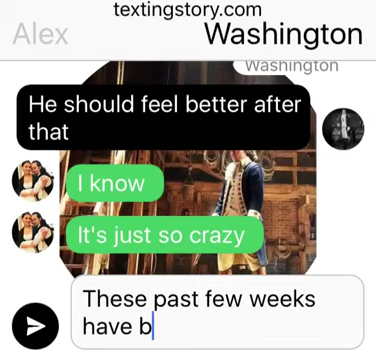 textingstory.com
Alex
Washington
Washington
He should feel better after
that
I know
It's just so crazy
These past few weeks
have b